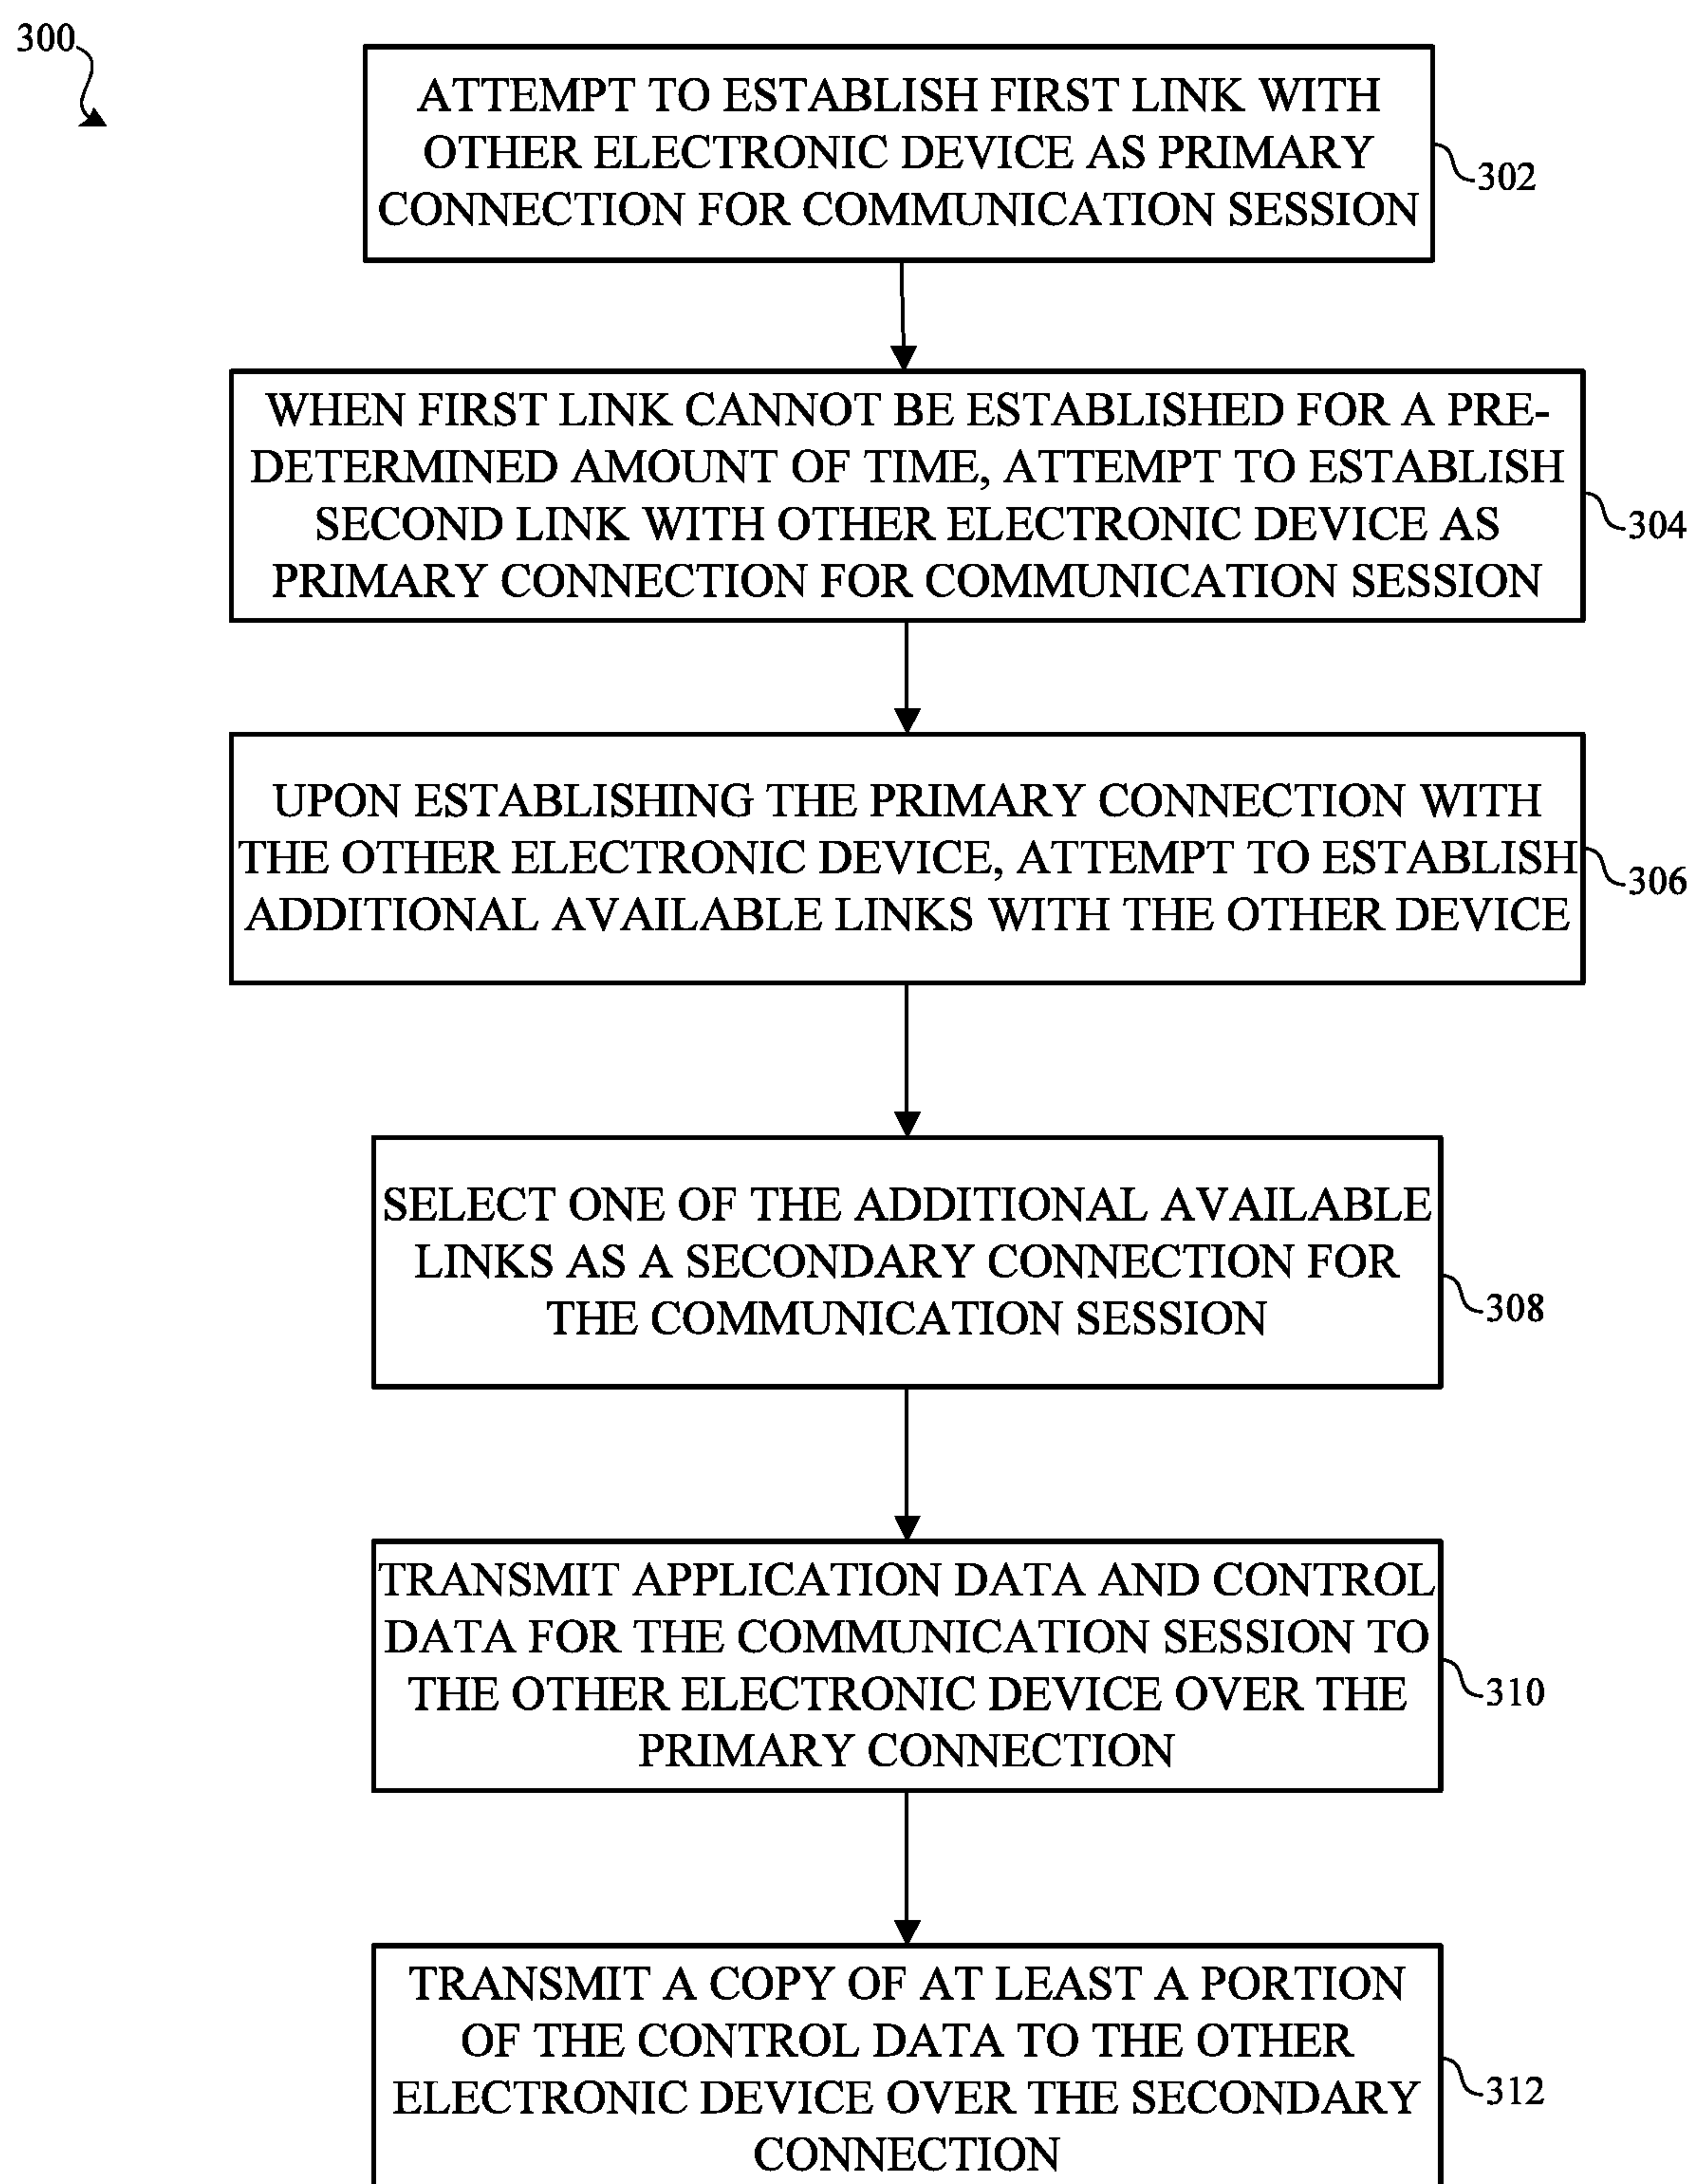 300
ATTEMPT TO ESTABLISH FIRST LINK WITH
OTHER ELECTRONIC DEVICE AS PRIMARY
CONNECTION FOR COMMUNICATION SESSION
302
WHEN FIRST LINK CANNOT BE ESTABLISHED FOR A PRE-
DETERMINED AMOUNT OF TIME, ATTEMPT TO ESTABLISH
SECOND LINK WITH OTHER ELECTRONIC DEVICE AS
PRIMARY CONNECTION FOR COMMUNICATION SESSION
304
UPON ESTABLISHING THE PRIMARY CONNECTION WITH
THE OTHER ELECTRONIC DEVICE, ATTEMPT TO ESTABLISH
ADDITIONAL AVAILABLE LINKS WITH THE OTHER DEVICE
306
SELECT ONE OF THE ADDITIONAL AVAILABLE
LINKS AS A SECONDARY CONNECTION FOR
THE COMMUNICATION SESSION
308
TRANSMIT APPLICATION DATA AND CONTROL
DATA FOR THE COMMUNICATION SESSION TO
THE OTHER ELECTRONIC DEVICE OVER THE
PRIMARY CONNECTION
310
TRANSMIT A COPY OF AT LEAST A PORTION
OF THE CONTROL DATA TO THE OTHER
ELECTRONIC DEVICE OVER THE SECONDARY
CONNECTION
312